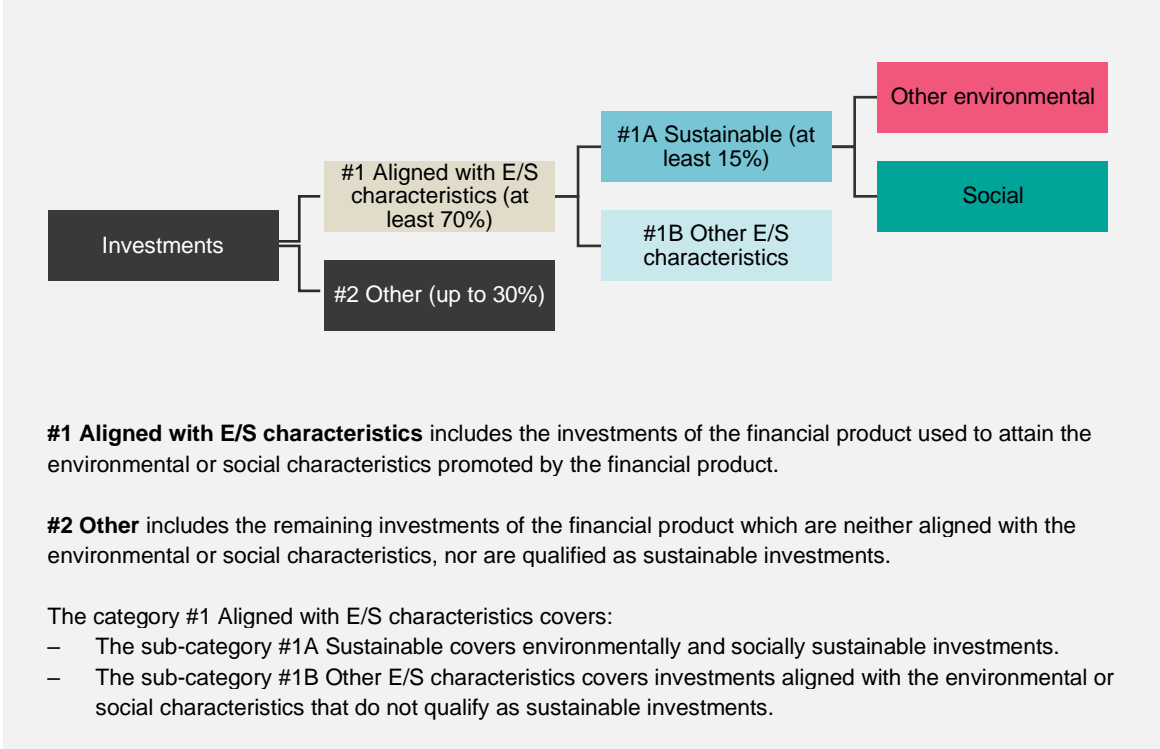 Other environmental
#1A Sustainable (at
least 15%)
#1 Aligned with E/S
characteristics (at
least 70%)
Social
Investments
#1B Other E/S
characteristics
#2 Other (up to 30%)
#1 Aligned with E/S characteristics includes the investments of the financial product used to attain the
environmental or social characteristics promoted by the financial product.
#2 Other includes the remaining investments of the financial product which are neither aligned with the
environmental or social characteristics, nor are qualified as sustainable investments.
The category #1 Aligned with E/S characteristics covers:
– The sub-category #1A Sustainable covers environmentally and socially sustainable investments.
– The sub-category #1B Other E/S characteristics covers investments aligned with the environmental or
social characteristics that do not qualify as sustainable investments.